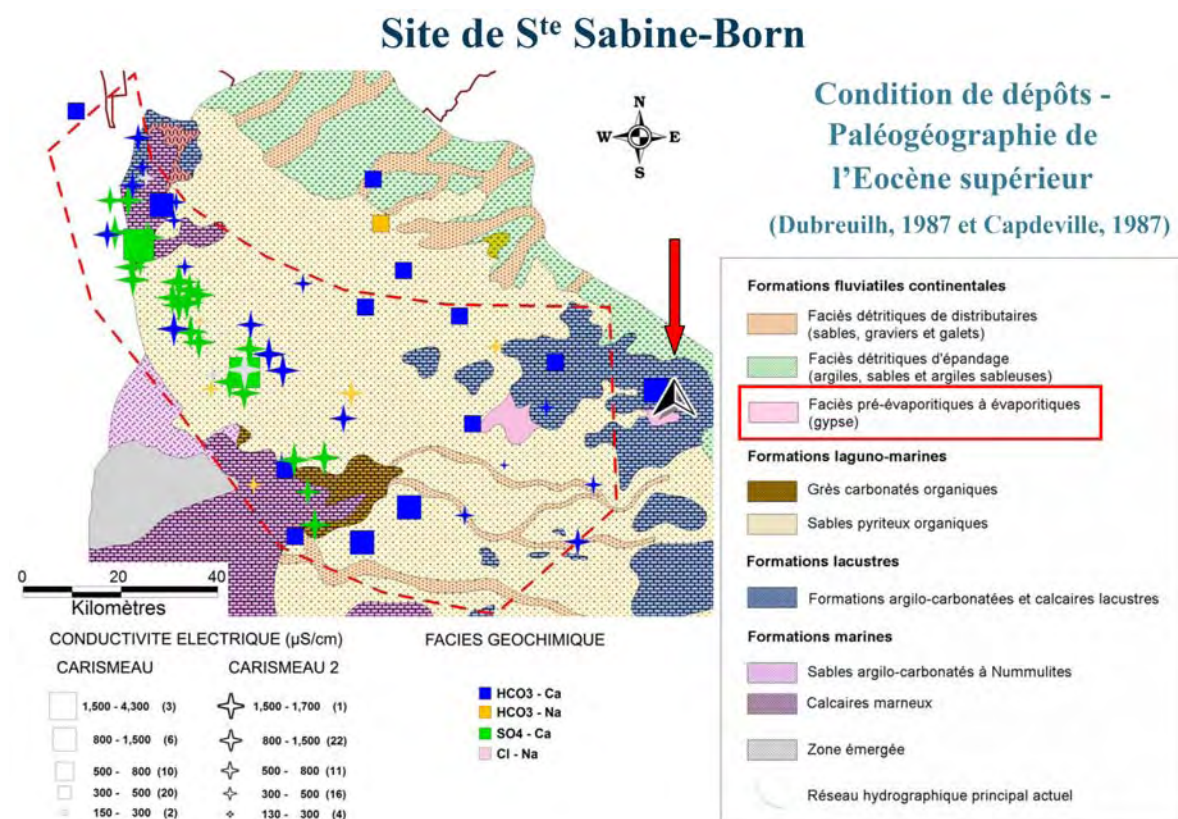 Site de Ste Sabine-Born
Condition de dépôts -
Paléogéographie de
l'Eocène supérieur
(Dubreuilh, 1987 et Capdeville, 1987)
N
W E
S
Formations fluviatiles continentales
Faciès détritiques de distributaires
(sables, graviers et galets)
Faciès détritiques d'épandage
(argiles, sables et argiles sableuses)
Faciès pré-évaporitiques à évaporitiques
(gypse)
Formations laguno-marines
Grès carbonatés organiques
Sables pyriteux organiques
Formations lacustres
Formations argilo-carbonatées et calcaires lacustres
Formations marines
Sables argilo-carbonatés à Nummulites
Calcaires marneux
Zone émergée
Réseau hydrographique principal actuel
0 20 40
Kilomètres
CONDUCTIVITE ELECTRIQUE (µS/cm)
CARISMEAU CARISMEAU 2
1,500 - 4,300 (3) 1,500 - 1,700 (1)
800 - 1,500 (6) 800 - 1,500 (22)
500 - 800 (10) 500 - 800 (11)
300 - 500 (20) 300 - 500 (16)
150 - 300 (2) 130 - 300 (4)
FACIES GEOCHIMIQUE
HCO3 - Ca
HCO3 - Na
SO4 - Ca
Cl - Na